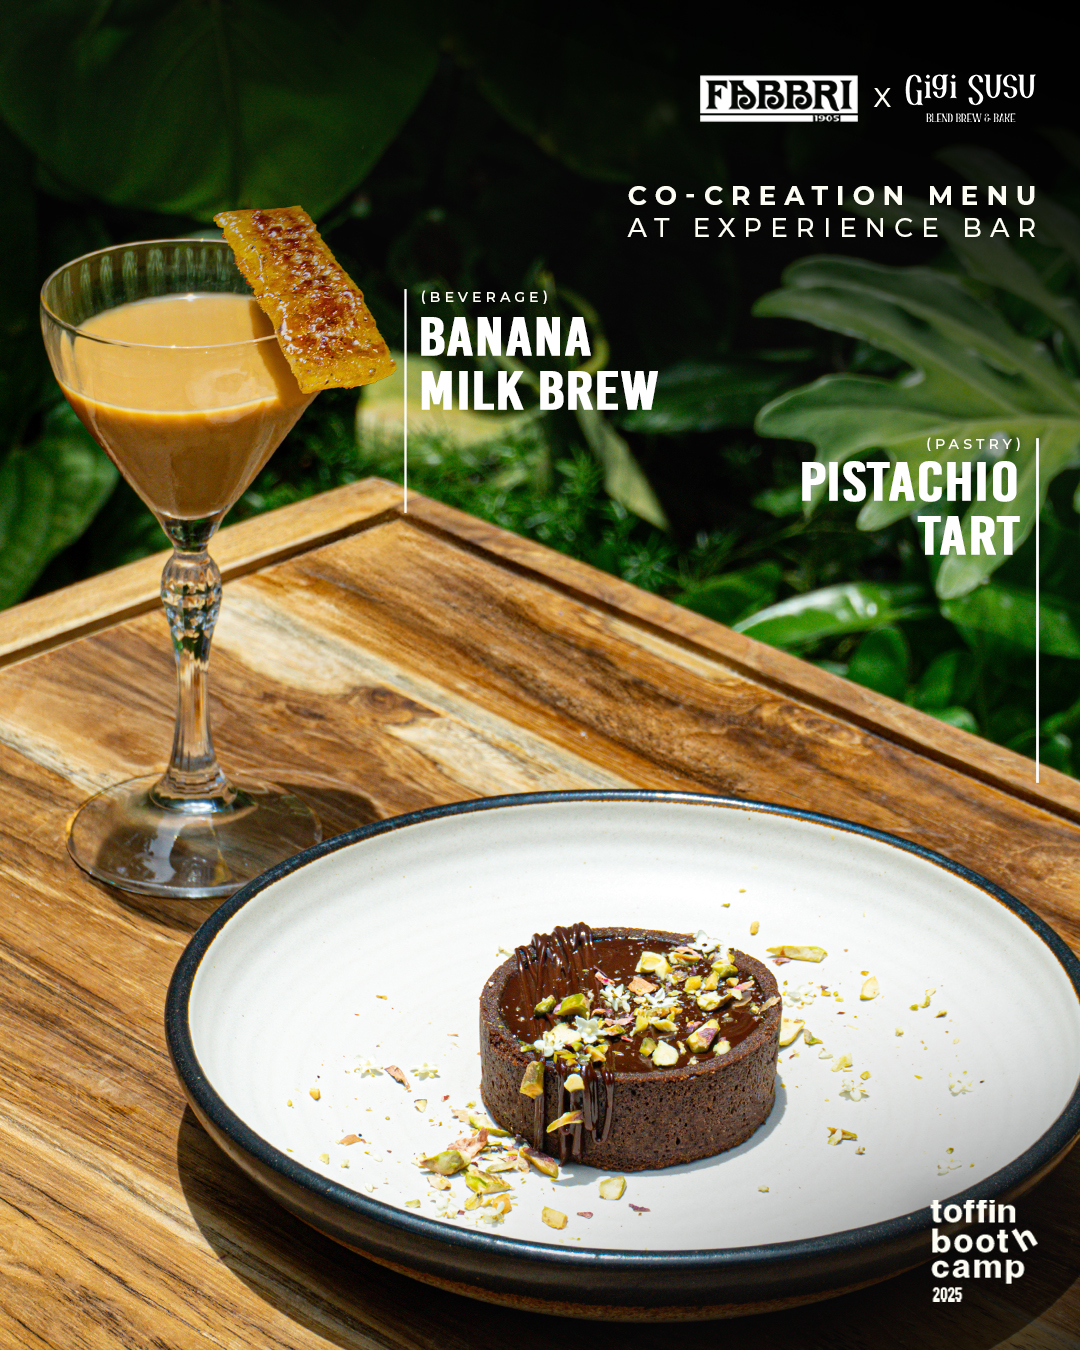 FABBRI
1905
X
Gigi SUSU
BLEND BREW & BAKE
CO-CREATION MENU
AT EXPERIENCE BAR
(BEVERAGE)
BANANA
MILK BREW
(PASTRY)
PISTACHIO
TART
toffin
booth
camp
2025